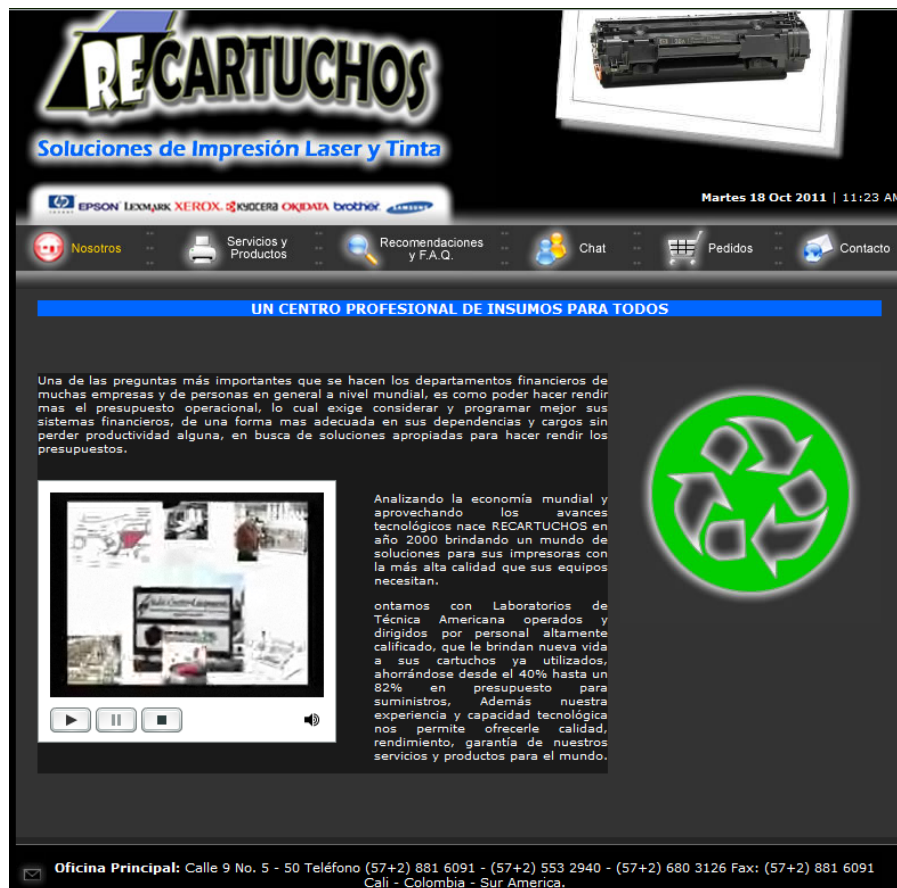 RECARTUCHOS
Soluciones de Impresión Laser y Tinta
hp EPSON LEXMARK XEROX. KYOCERA OKIDATA brother. SAMSUNG
Martes 18 Oct 2011 | 11:23 AM
Nosotros
Servicios y
Productos
Recomendaciones
y F.A.Q.
Chat
Pedidos
Contacto
UN CENTRO PROFESIONAL DE INSUMOS PARA TODOS
Una de las preguntas más importantes que se hacen los departamentos financieros de
muchas empresas y de personas en general a nivel mundial, es como poder hacer rendir
mas el presupuesto operacional, lo cual exige considerar y programar mejor sus
sistemas financieros, de una forma mas adecuada en sus dependencias y cargos sin
perder productividad alguna, en busca de soluciones apropiadas para hacer rendir los
presupuestos.
Analizando la economía mundial y
aprovechando los avances
tecnológicos nace RECARTUCHOS en
año 2000 brindando un mundo de
soluciones para sus impresoras con
la más alta calidad que sus equipos
necesitan.
ontamos con Laboratorios de
Técnica Americana operados y
dirigidos por personal altamente
calificado, que le brindan nueva vida
a sus cartuchos ya utilizados,
ahorrándose desde el 40% hasta un
82% en presupuesto para
suministros, Además nuestra
experiencia y capacidad tecnológica
nos permite ofrecerle calidad,
rendimiento, garantía de nuestros
servicios y productos para el mundo.
Oficina Principal: Calle 9 No. 5 - 50 Teléfono (57+2) 881 6091 - (57+2) 553 2940 - (57+2) 680 3126 Fax: (57+2) 881 6091
Cali - Colombia - Sur America.